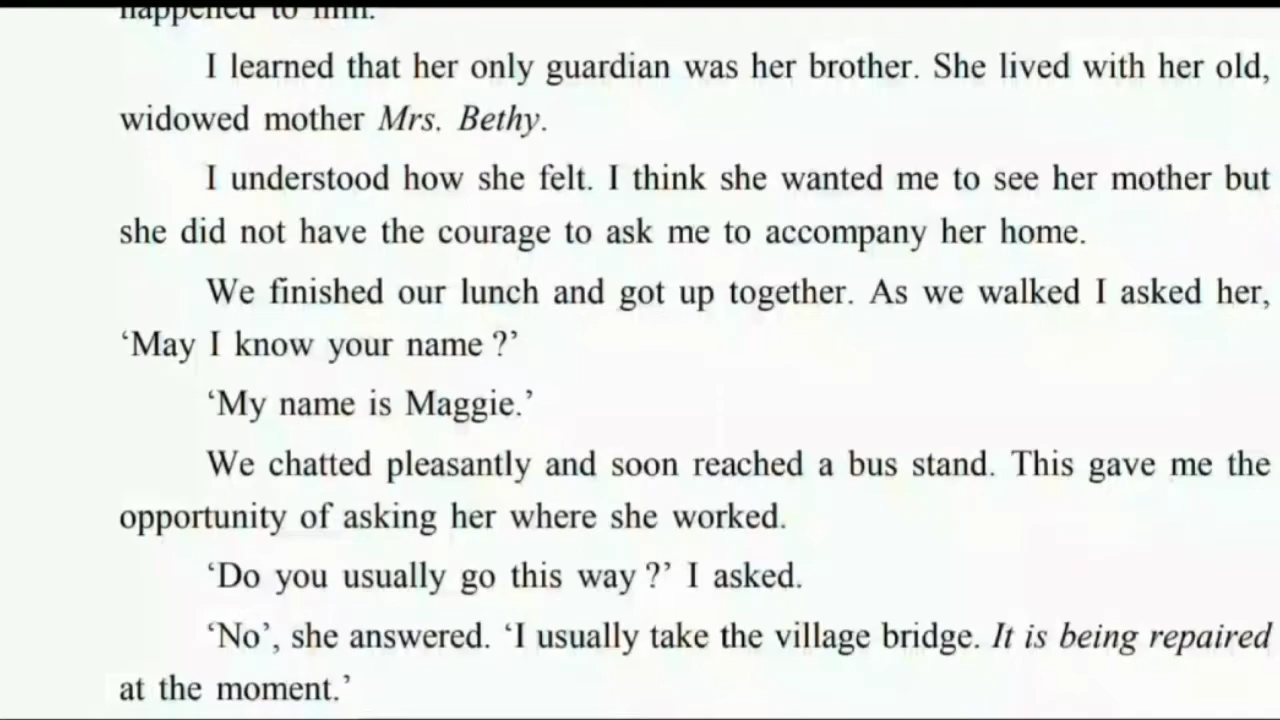 happened to him.
I learned that her only guardian was her brother. She lived with her old,
widowed mother Mrs. Bethy.
I understood how she felt. I think she wanted me to see her mother but
she did not have the courage to ask me to accompany her home.
We finished our lunch and got up together. As we walked I asked her,
‘May I know your name ?’
‘My name is Maggie.’
We chatted pleasantly and soon reached a bus stand. This gave me the
opportunity of asking her where she worked.
‘Do you usually go this way ?’ I asked.
‘No’, she answered. ‘I usually take the village bridge. It is being repaired
at the moment.’